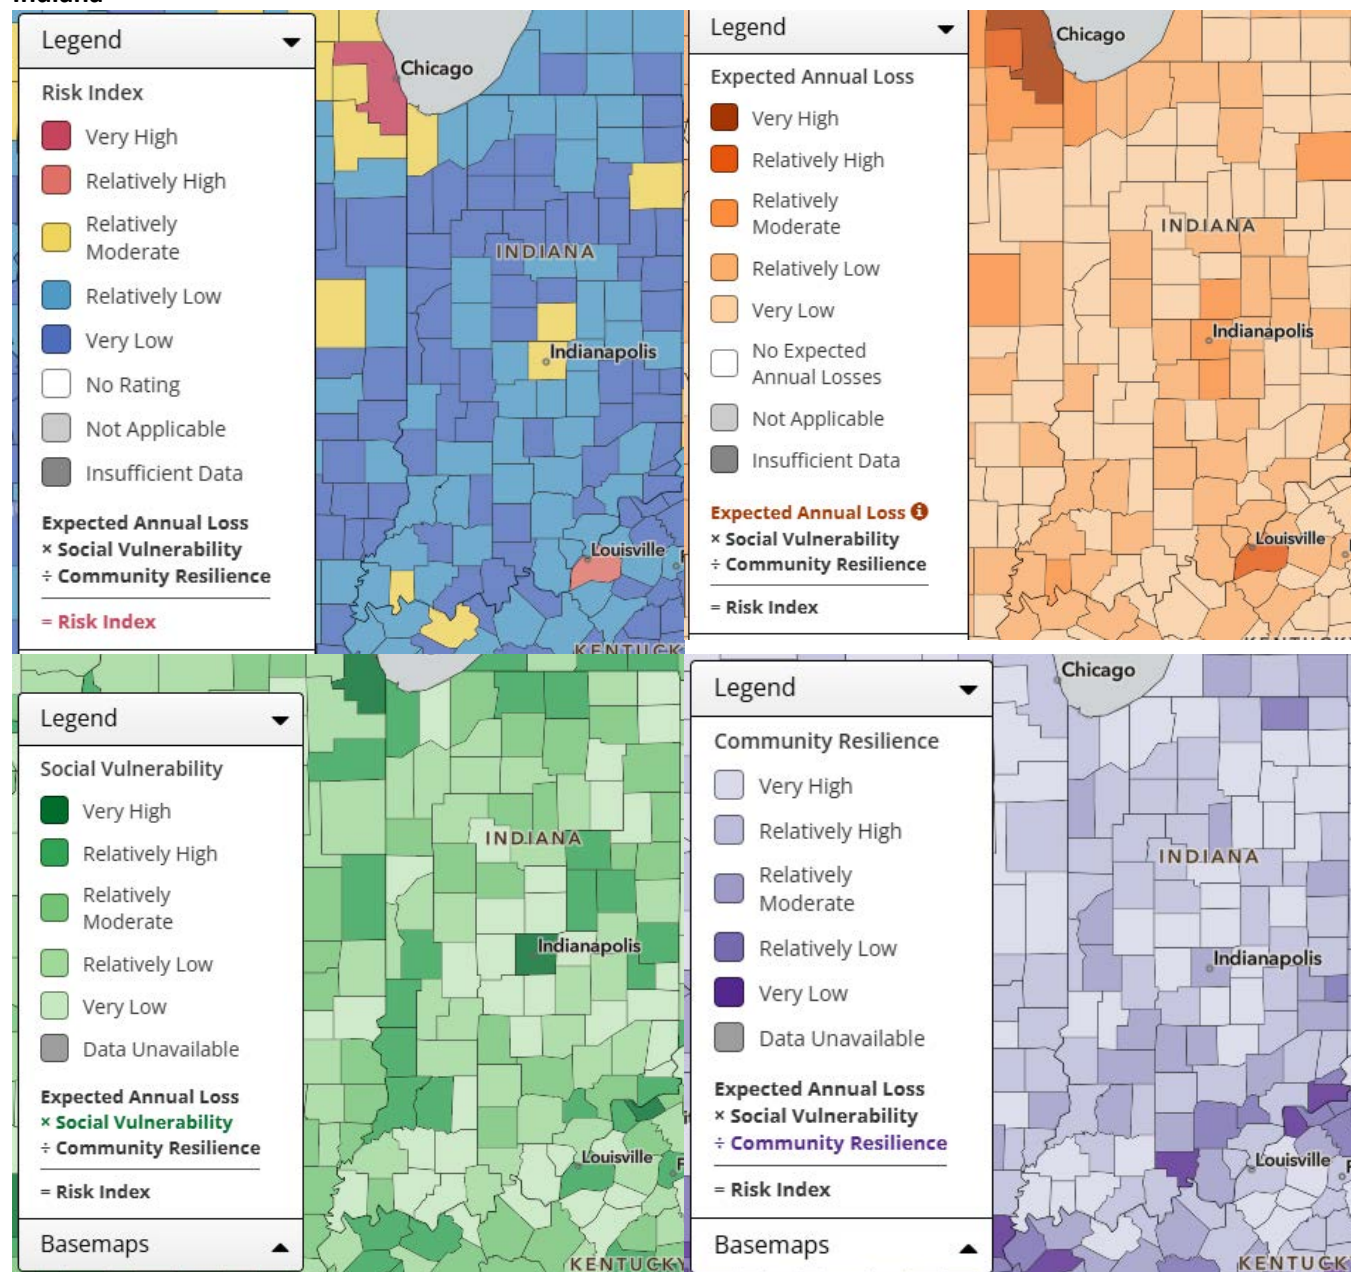 Indiana
Legend
Risk Index
Very High
Relatively High
Relatively
Moderate
Relatively Low
Very Low
No Rating
Not Applicable
Insufficient Data
Expected Annual Loss
× Social Vulnerability
÷ Community Resilience
= Risk Index
Chicago
INDIANA
Indianapolis
Louisville
KENTUCKY
Legend
Expected Annual Loss
Very High
Relatively High
Relatively
Moderate
Relatively Low
Very Low
No Expected
Annual Losses
Not Applicable
Insufficient Data
Expected Annual Loss
× Social Vulnerability
÷ Community Resilience
= Risk Index
Chicago
INDIANA
Indianapolis
Louisville
Legend
Social Vulnerability
Very High
Relatively High
Relatively
Moderate
Relatively Low
Very Low
Data Unavailable
Expected Annual Loss
× Social Vulnerability
÷ Community Resilience
= Risk Index
Basemaps
INDIANA
Indianapolis
Louisville
F
KENTUCKY
Legend
Community Resilience
Very High
Relatively High
Relatively
Moderate
Relatively Low
Very Low
Data Unavailable
Expected Annual Loss
× Social Vulnerability
÷ Community Resilience
= Risk Index
Basemaps
Chicago
INDIANA
Indianapolis
Louisville
KENTUCK